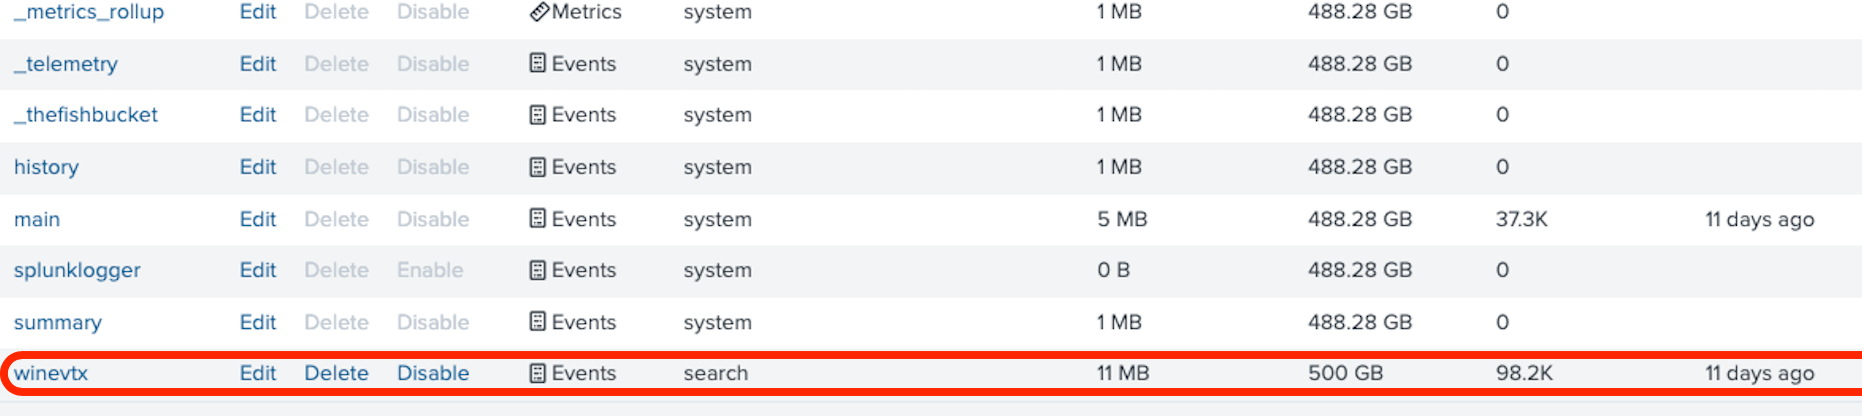 _metrics_rollup Edit Delete Disable Metrics system 1 MB 488.28 GB 0
_telemetry Edit Delete Disable Events system 1 MB 488.28 GB 0
_thefishbucket Edit Delete Disable Events system 1 MB 488.28 GB 0
history Edit Delete Disable Events system 1 MB 488.28 GB 0
main Edit Delete Disable Events system 5 MB 488.28 GB 37.3K 11 days ago
splunklogger Edit Delete Enable Events system 0 B 488.28 GB 0
summary Edit Delete Disable Events system 1 MB 488.28 GB 0
winevtx Edit Delete Disable Events search 11 MB 500 GB 98.2K 11 days ago